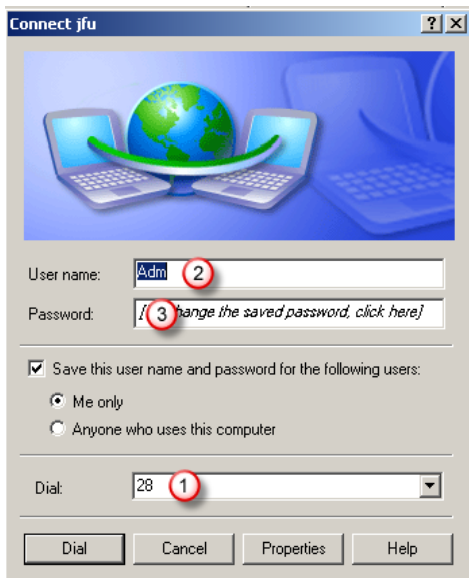 Connect jfu
User name: Adm 2
Password: [ 3 hange the saved password, click here]
Save this user name and password for the following users:
Me only
Anyone who uses this computer
Dial: 28 1
Dial Cancel Properties Help